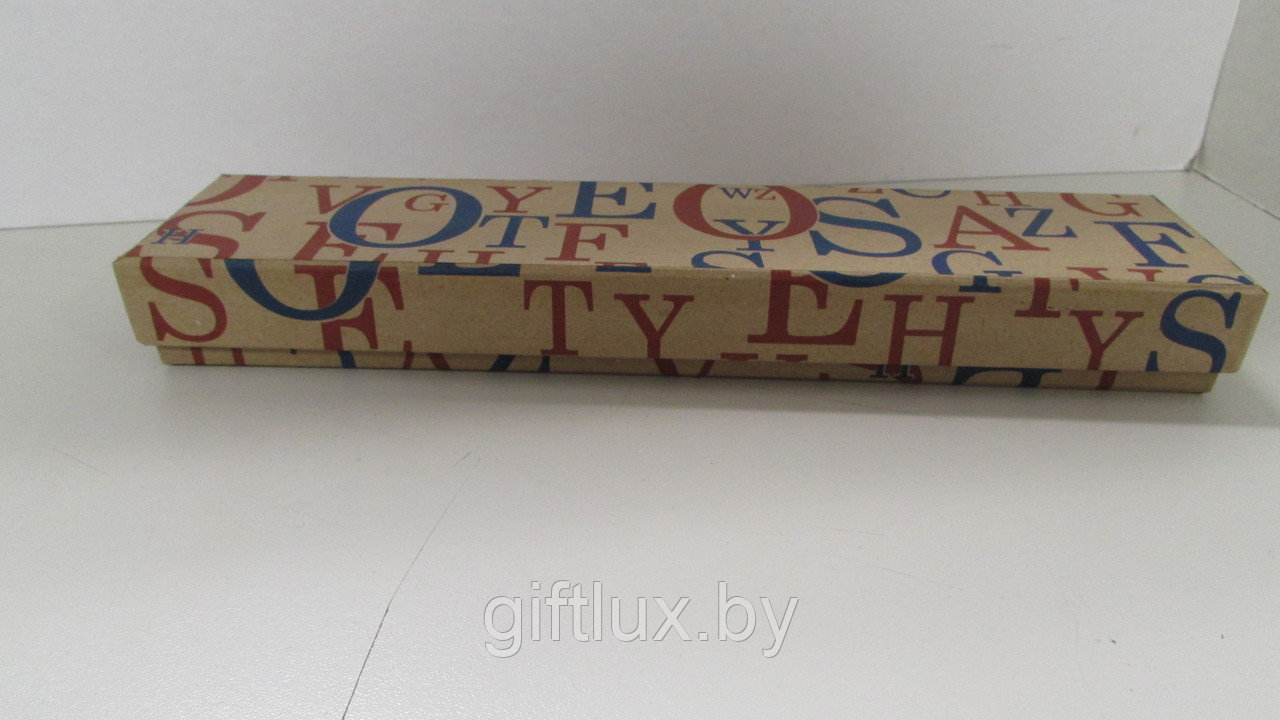 V G O Y E O W Z Z O H G
H S E T F Y S A Z F
S O E T Y E H Y S
giftlux.by